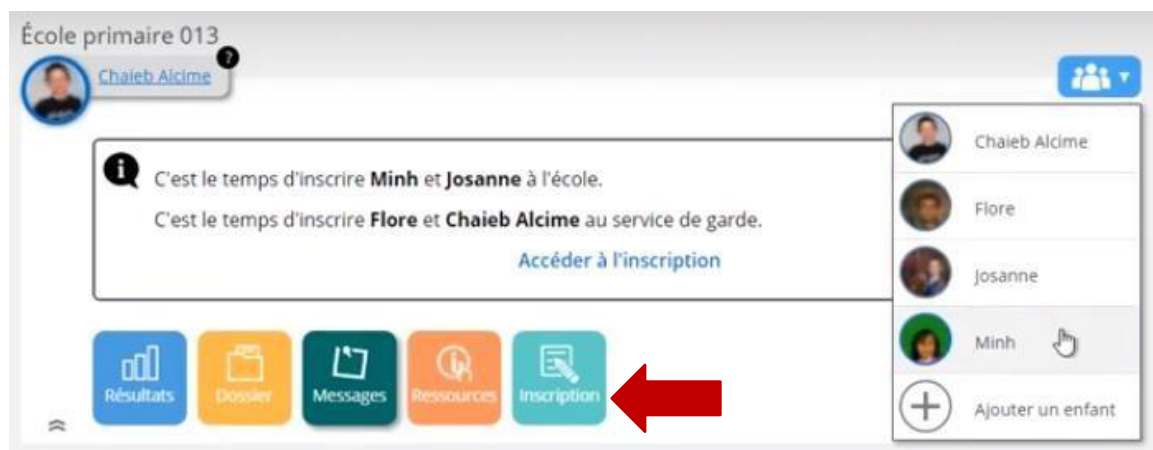 École primaire 013
Chaieb Alcime
?
C'est le temps d'inscrire Minh et Josanne à l'école.
C'est le temps d'inscrire Flore et Chaieb Alcime au service de garde.
Accéder à l'inscription
Résultats
Dossier
Messages
Ressources
Inscription
Chaieb Alcime
Flore
Josanne
Minh
Ajouter un enfant